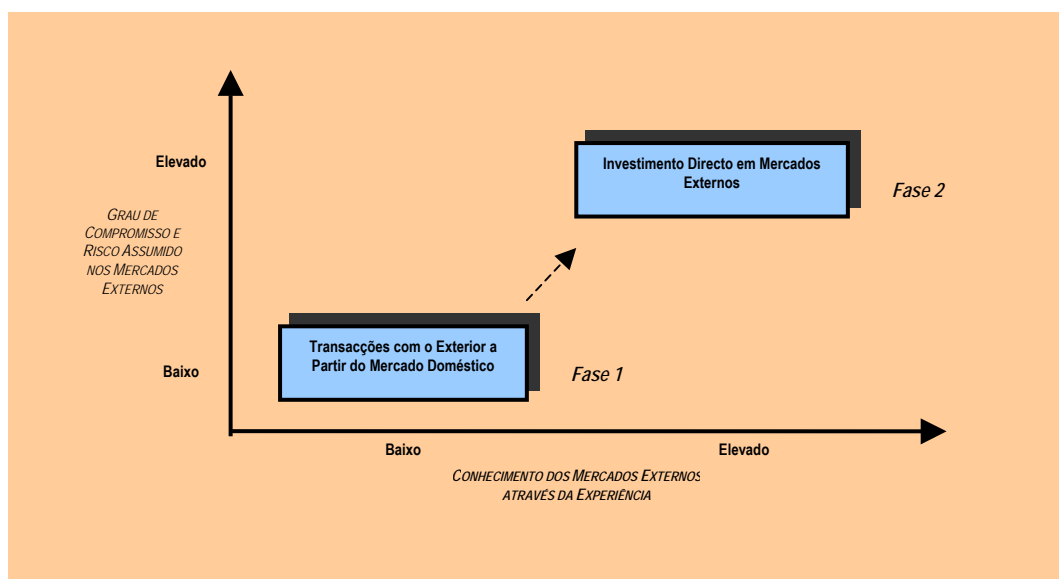 Elevado
GRAU DE
COMPROMISSO E
RISCO ASSUMIDO
NOS MERCADOS
EXTERNOS
Baixo
Investimento Directo em Mercados
Externos
Fase 2
Transacções com o Exterior a
Partir do Mercado Doméstico
Fase 1
Baixo
Elevado
CONHECIMENTO DOS MERCADOS EXTERNOS
ATRAVÉS DA EXPERIÊNCIA